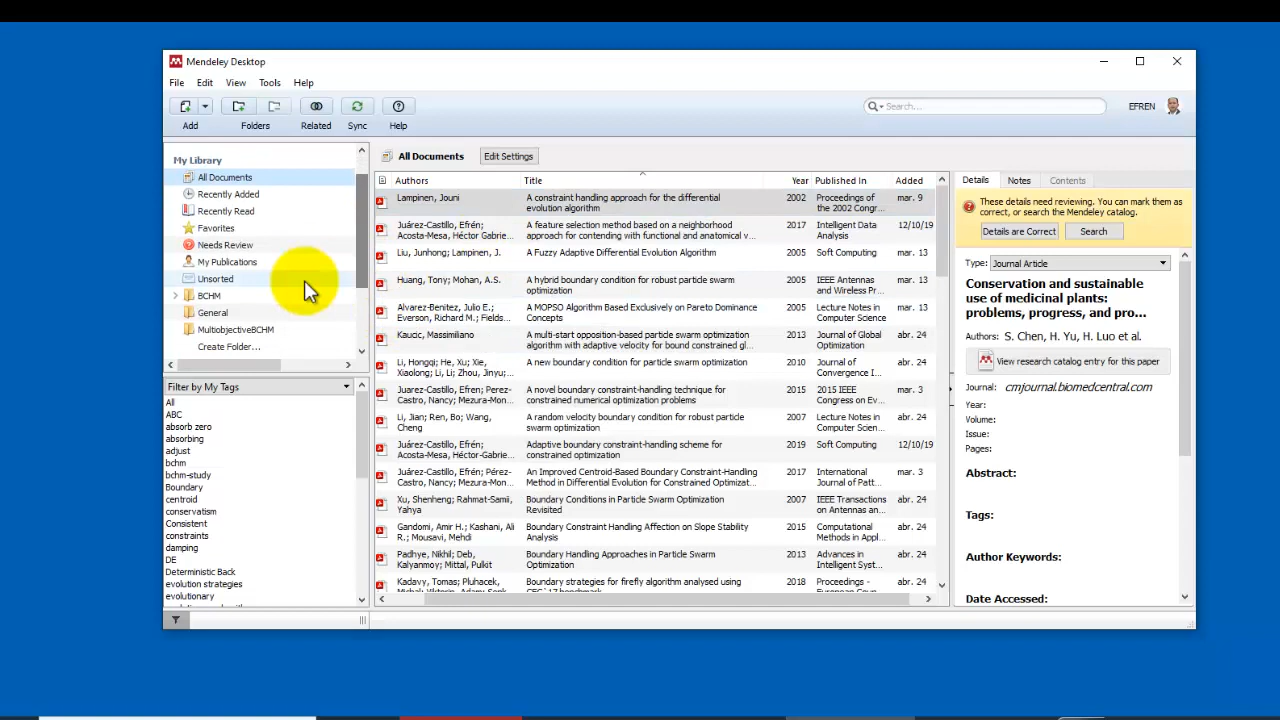 Mendeley Desktop
File Edit View Tools Help
Search...
EFREN
Add Folders Related Sync Help
My Library
All Documents
Recently Added
Recently Read
Favorites
Needs Review
My Publications
Unsorted
BCHM
General
MultiobjectiveBCHM
Create Folder...
Filter by My Tags
All
ABC
absorb zero
absorbing
adjust
bchm
bchm-study
Boundary
centroid
conservatism
Consistent
constraints
damping
DE
Deterministic Back
evolution strategies
evolutionary
All Documents Edit Settings
Authors Title Year Published In Added
Lampinen, Jouni A constraint handling approach for the differential 2002 Proceedings of mar. 9
evolution algorithm the 2002 Congr...
Juárez-Castillo, Efrén; A feature selection method based on a neighborhood 2017 Intelligent Data 12/10/19
Acosta-Mesa, Héctor Gabrie... approach for contending with functional and anatomical v... Analysis
Liu, Junhong; Lampinen, J. A Fuzzy Adaptive Differential Evolution Algorithm 2005 Soft Computing mar. 13
Huang, Tony; Mohan, A.S. A hybrid boundary condition for robust particle 2005 IEEE Antennas mar. 13
swarm optimization and Wireless Pr...
Alvarez-Benitez, Julio E.; A MOPSO Algorithm Based Exclusively on Pareto Dominance 2005 Lecture Notes in mar. 13
Everson, Richard M.; Fields... Concepts Computer Science
Kaucic, Massimiliano A multi-start opposition-based particle swarm optimization 2013 Journal of Global mar. 13
algorithm with adaptive velocity for bound constrained gl... Optimization
Li, Hongqi; He, Xu; Xie, A new boundary condition for particle swarm optimization 2010 Journal of mar. 13
Xiaolong; Li, Li; Zhou, Jinyu;... Convergence I...
Juarez-Castro, Efren; Perez- A novel boundary constraint-handling technique for 2015 2015 IEEE mar. 3
Castro, Nancy; Mezura-Mon... constrained numerical optimization problems Congress on Ev...
Li, Jian; Ren, Bo; Wang, A random velocity boundary condition for robust particle 2007 Lecture Notes in abr. 24
Cheng swarm optimization Computer Scien...
Juárez-Castillo, Efrén; Adaptive boundary constraint-handling scheme for 2019 Soft Computing 12/10/19
Acosta-Mesa, Héctor-Gabrie... constrained optimization
Juárez-Castillo, Efrén; Pérez- An Improved Centroid-Based Boundary Constraint-Handling 2017 International mar. 3
Castro, Nancy; Mezura-Mon... Method in Differential Evolution for Constrained Optimizat... Journal of Patt...
Xu, Shenheng; Rahmat-Samii, Boundary Conditions in Particle Swarm Optimization 2007 IEEE Transactions abr. 24
Yahya Revisited on Antennas an...
Gandomi, Amir H.; Kashani, Ali Boundary Constraint Handling Affection on Slope Stability 2015 Computational abr. 24
R.; Mousavi, Mehdi Analysis Methods in Appl...
Padhye, Nikhil; Deb, Boundary Handling Approaches in Particle Swarm 2013 Advances in abr. 24
Kalyanmoy; Mittal, Pulkit Optimization Intelligent Syst...
Kadavy, Tomas; Pluhacek, Boundary strategies for firefly algorithm analysed using 2018 Proceedings - abr. 24
Details Notes Contents
These details need reviewing. You can mark them as
correct, or search the Mendeley catalog.
Details are Correct Search
Type: Journal Article
Conservation and sustainable
use of medicinal plants:
problems, progress, and pro...
Authors: S. Chen, H. Yu, H. Luo et al.
View research catalog entry for this paper
Journal: cmjournal.biomedcentral.com
Year:
Volume:
Issue:
Pages:
Abstract:
Tags:
Author Keywords:
Date Accessed: